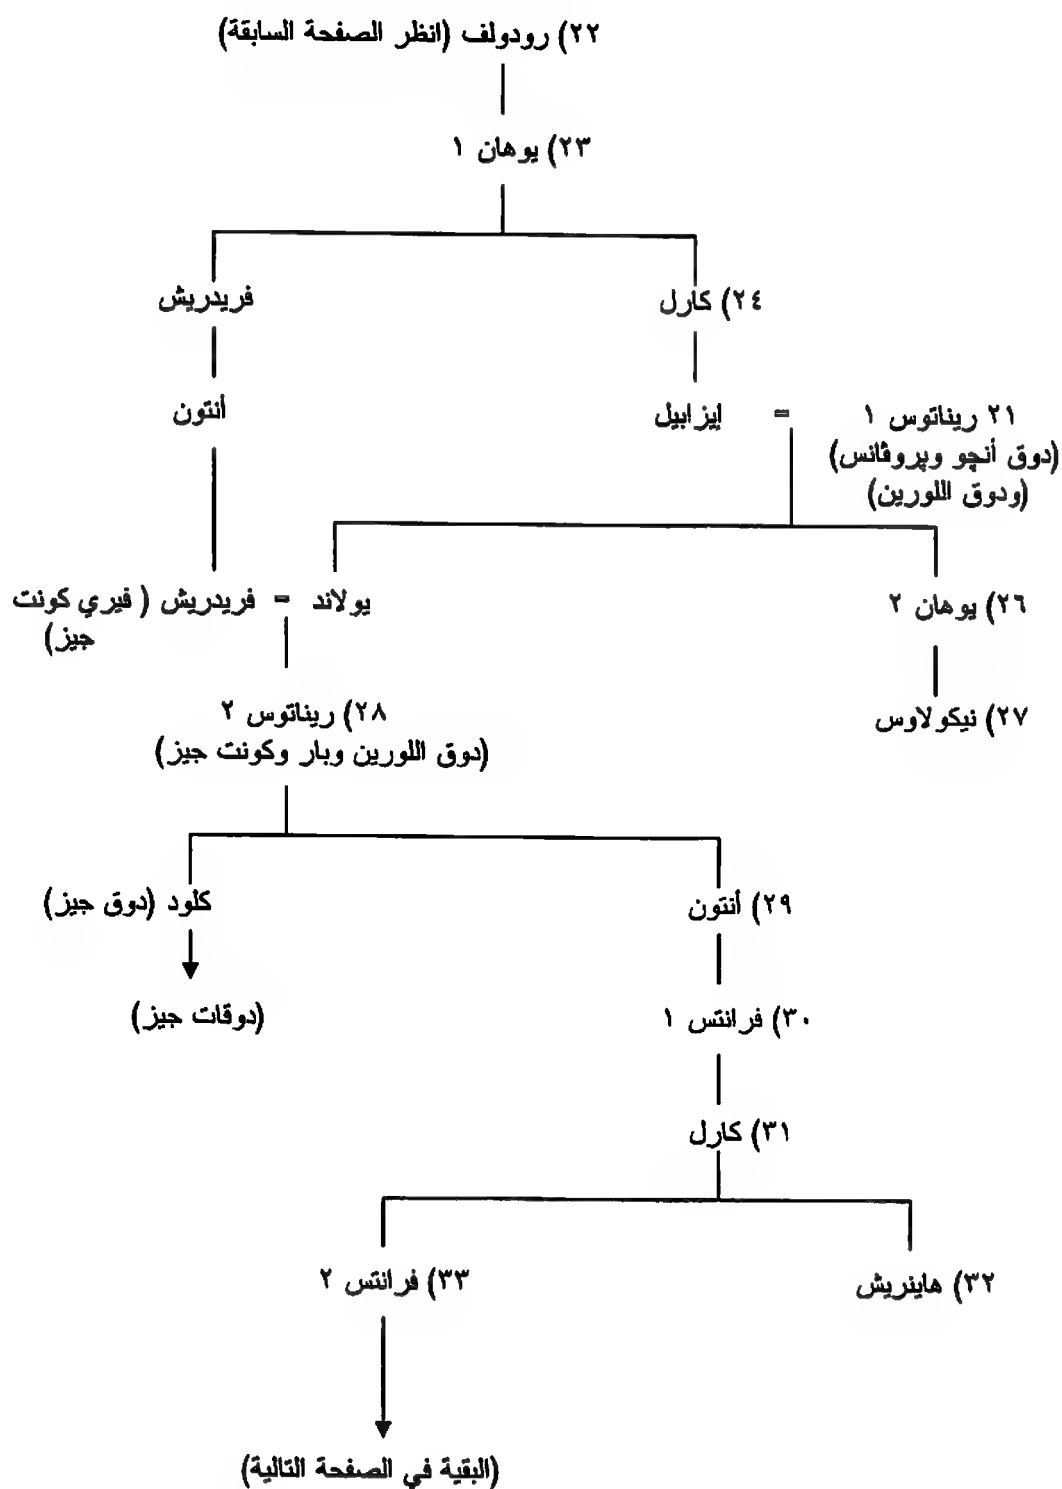 ٢٢) رودولف (انظر الصفحة السابقة)
٢٣) يوهان ١
٢٤) كارل
فريدريش
٢١ ريناتوس ١
(دوق أنچو وپروڤانس)
(ودوق اللورين)
=
إيزابيل
أنتون
٢٦) يوهان ٢
يولاند = فريدريش ( فيري كونت
جيز)
٢٧) نيكولاوس
٢٨) ريناتوس ٢
(دوق اللورين وبار وكونت جيز)
٢٩) أنتون
كلود (دوق جيز)
٣٠) فرانتس ١
(دوقات جيز)
٣١) كارل
٣٢) هاينريش
٣٣) فرانتس ٢
(البقية في الصفحة التالية)